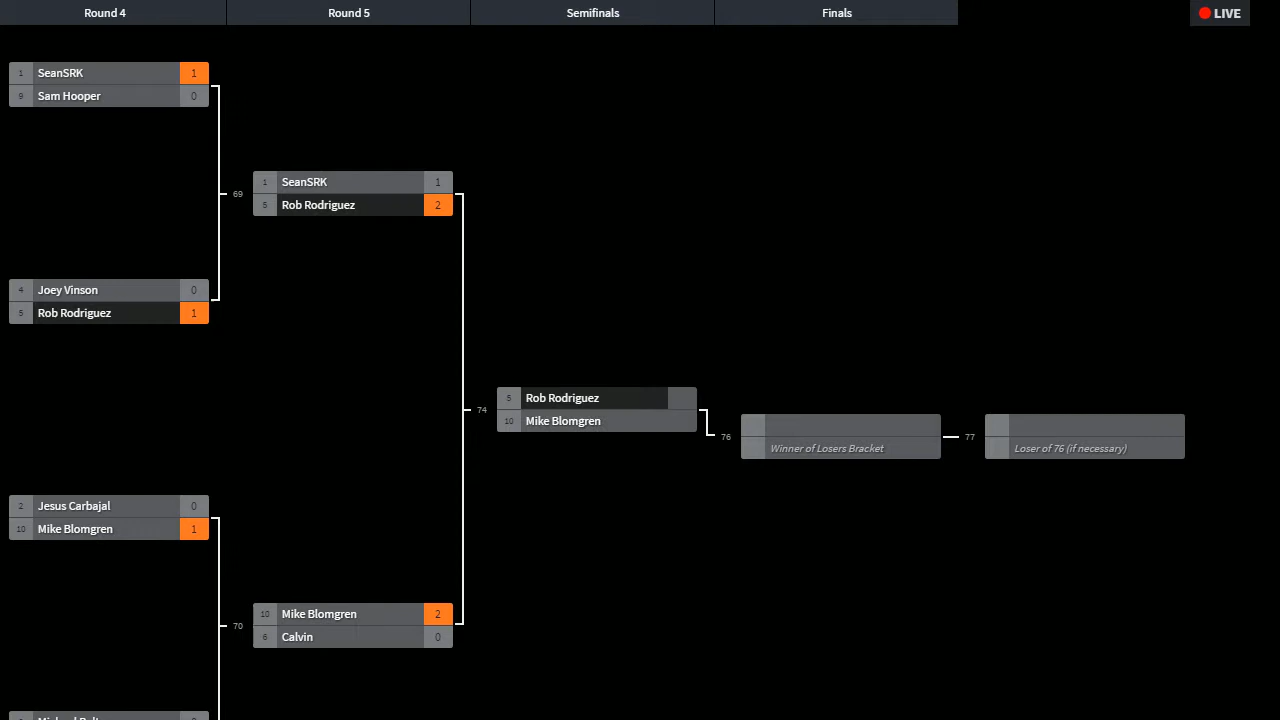 Round 4
Round 5
Semifinals
Finals
LIVE
1 SeanSRK 1
9 Sam Hooper 0
69
1 SeanSRK 1
5 Rob Rodriguez 2
4 Joey Vinson 0
5 Rob Rodriguez 1
74
5 Rob Rodriguez
10 Mike Blomgren
76
Winner of Losers Bracket
77
Loser of 76 (if necessary)
2 Jesus Carbajal 0
10 Mike Blomgren 1
70
10 Mike Blomgren 2
6 Calvin 0